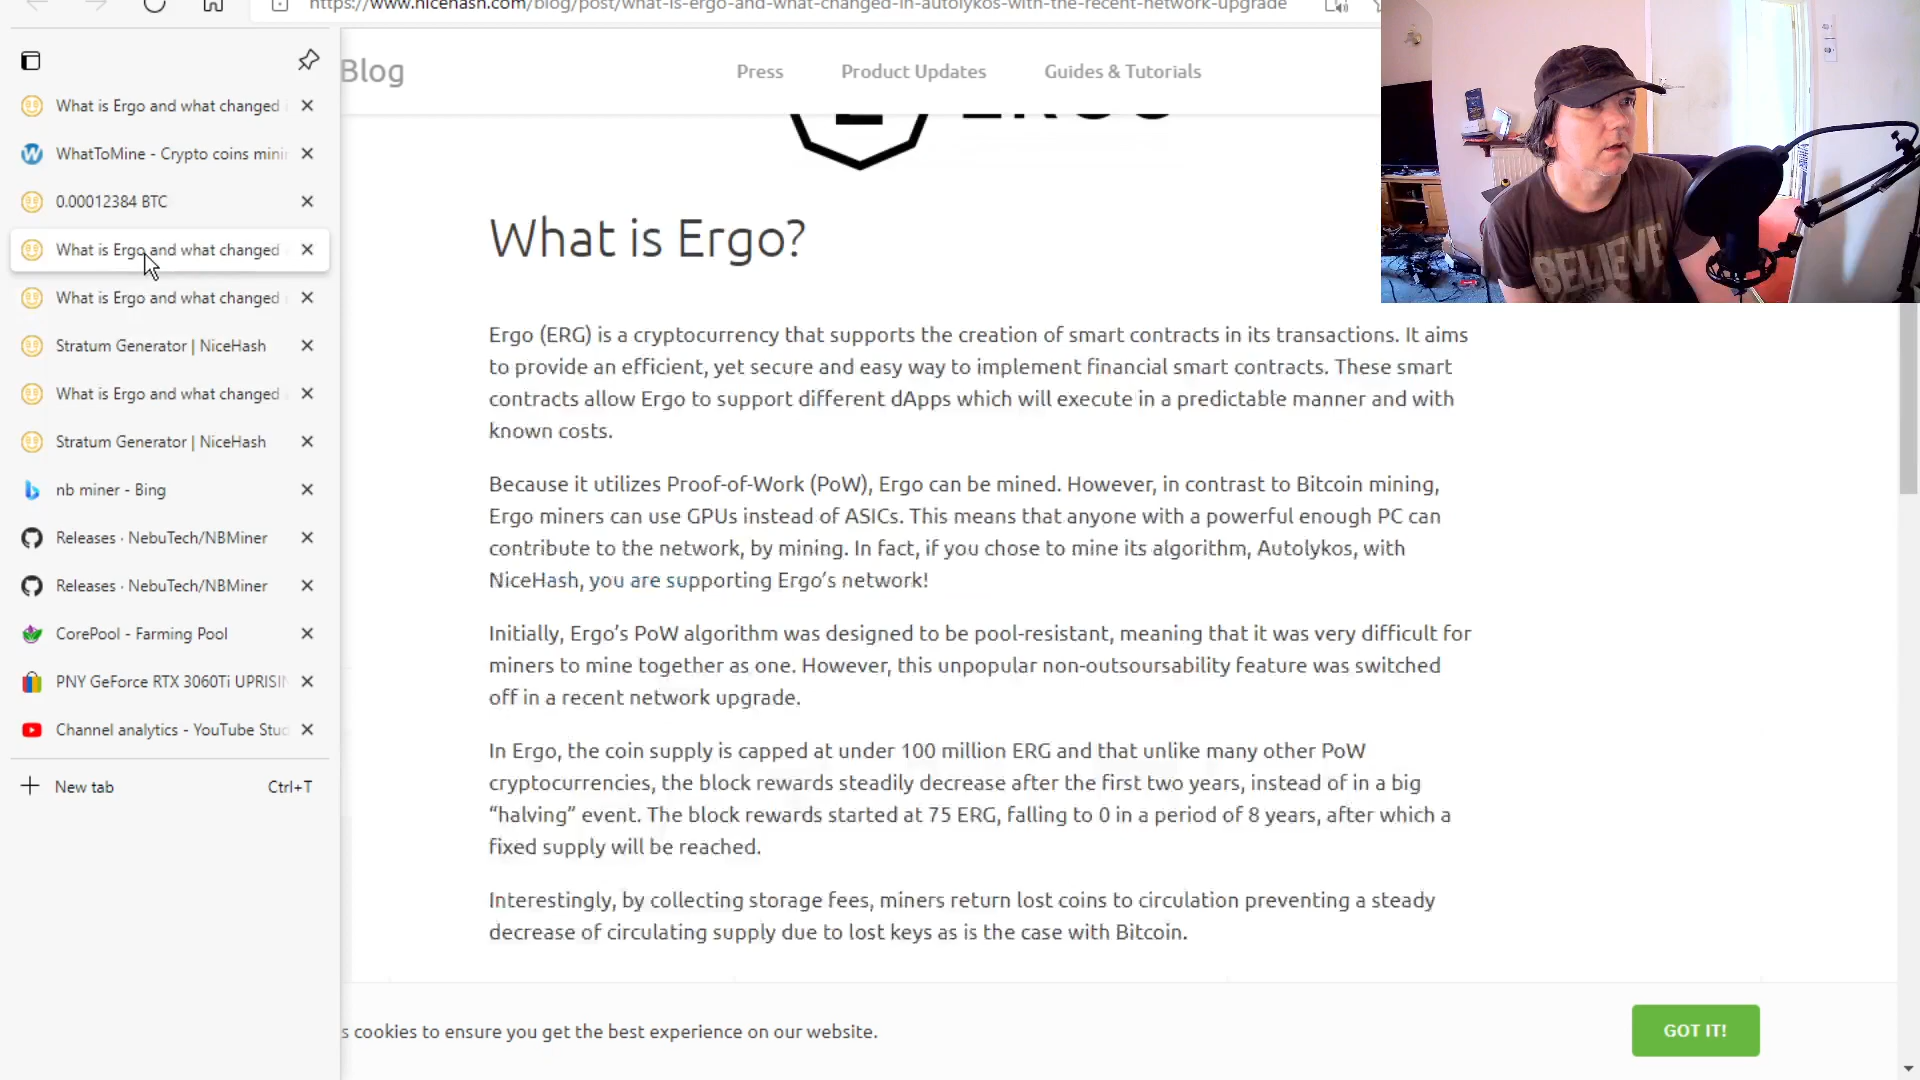 https://www.nicehash.com/blog/post/what-is-ergo-and-what-changed-in-autolykos-with-the-recent-network-upgrade
Blog
Press
Product Updates
Guides & Tutorials
What is Ergo and what changed
WhatToMine - Crypto coins mini
0.00012384 BTC
What is Ergo and what changed
What is Ergo and what changed
Stratum Generator | NiceHash
What is Ergo and what changed
Stratum Generator | NiceHash
nb miner - Bing
Releases · NebuTech/NBMiner
Releases · NebuTech/NBMiner
CorePool - Farming Pool
PNY GeForce RTX 3060Ti UPRISIN
Channel analytics - YouTube Stud
New tab Ctrl+T
ERGO
What is Ergo?
Ergo (ERG) is a cryptocurrency that supports the creation of smart contracts in its transactions. It aims
to provide an efficient, yet secure and easy way to implement financial smart contracts. These smart
contracts allow Ergo to support different dApps which will execute in a predictable manner and with
known costs.
Because it utilizes Proof-of-Work (PoW), Ergo can be mined. However, in contrast to Bitcoin mining,
Ergo miners can use GPUs instead of ASICs. This means that anyone with a powerful enough PC can
contribute to the network, by mining. In fact, if you chose to mine its algorithm, Autolykos, with
NiceHash, you are supporting Ergo’s network!
Initially, Ergo’s PoW algorithm was designed to be pool-resistant, meaning that it was very difficult for
miners to mine together as one. However, this unpopular non-outsoursability feature was switched
off in a recent network upgrade.
In Ergo, the coin supply is capped at under 100 million ERG and that unlike many other PoW
cryptocurrencies, the block rewards steadily decrease after the first two years, instead of in a big
“halving” event. The block rewards started at 75 ERG, falling to 0 in a period of 8 years, after which a
fixed supply will be reached.
Interestingly, by collecting storage fees, miners return lost coins to circulation preventing a steady
decrease of circulating supply due to lost keys as is the case with Bitcoin.
s cookies to ensure you get the best experience on our website.
GOT IT!
BELIEVE